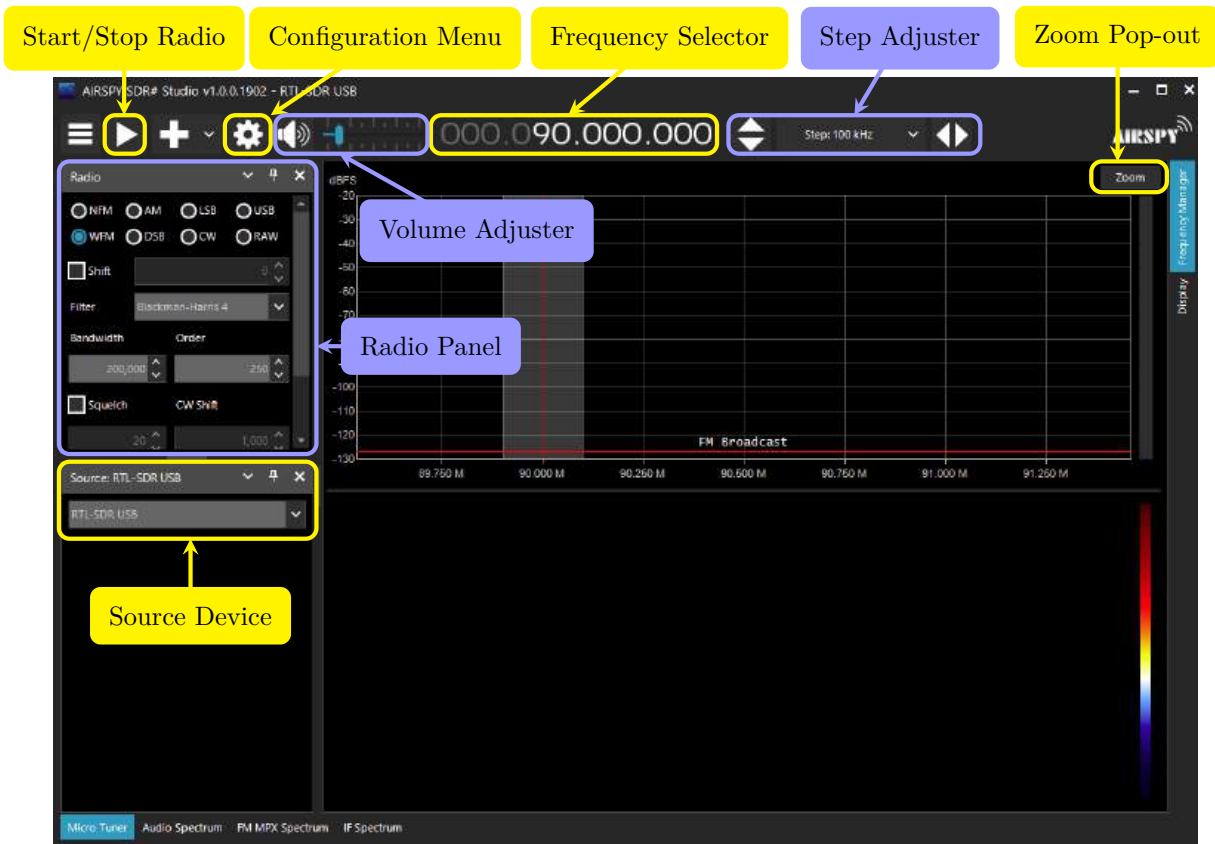 Start/Stop Radio
Configuration Menu
Frequency Selector
Step Adjuster
Zoom Pop-out
AIRSPY SDR# Studio v1.0.0.1902 - RTL-SDR USB
000.090.000.000
Step: 100 kHz
AIRSPY
Radio
NFM AM LSB USB
WFM DSB CW RAW
Shift
0
Filter Blackman-Harris 4
Bandwidth Order
200,000 250
Squelch CW Shift
20 1,000
Source: RTL-SDR USB
RTL-SDR USB
Source Device
Volume Adjuster
Radio Panel
dBFS
-20
-30
-40
-50
-60
-70
-100
-110
-120
-130
FM Broadcast
89.750 M 90.000 M 90.250 M 90.500 M 90.750 M 91.000 M 91.250 M
Zoom
Frequency Manager
Display
Micro Tuner Audio Spectrum FM MPX Spectrum IF Spectrum